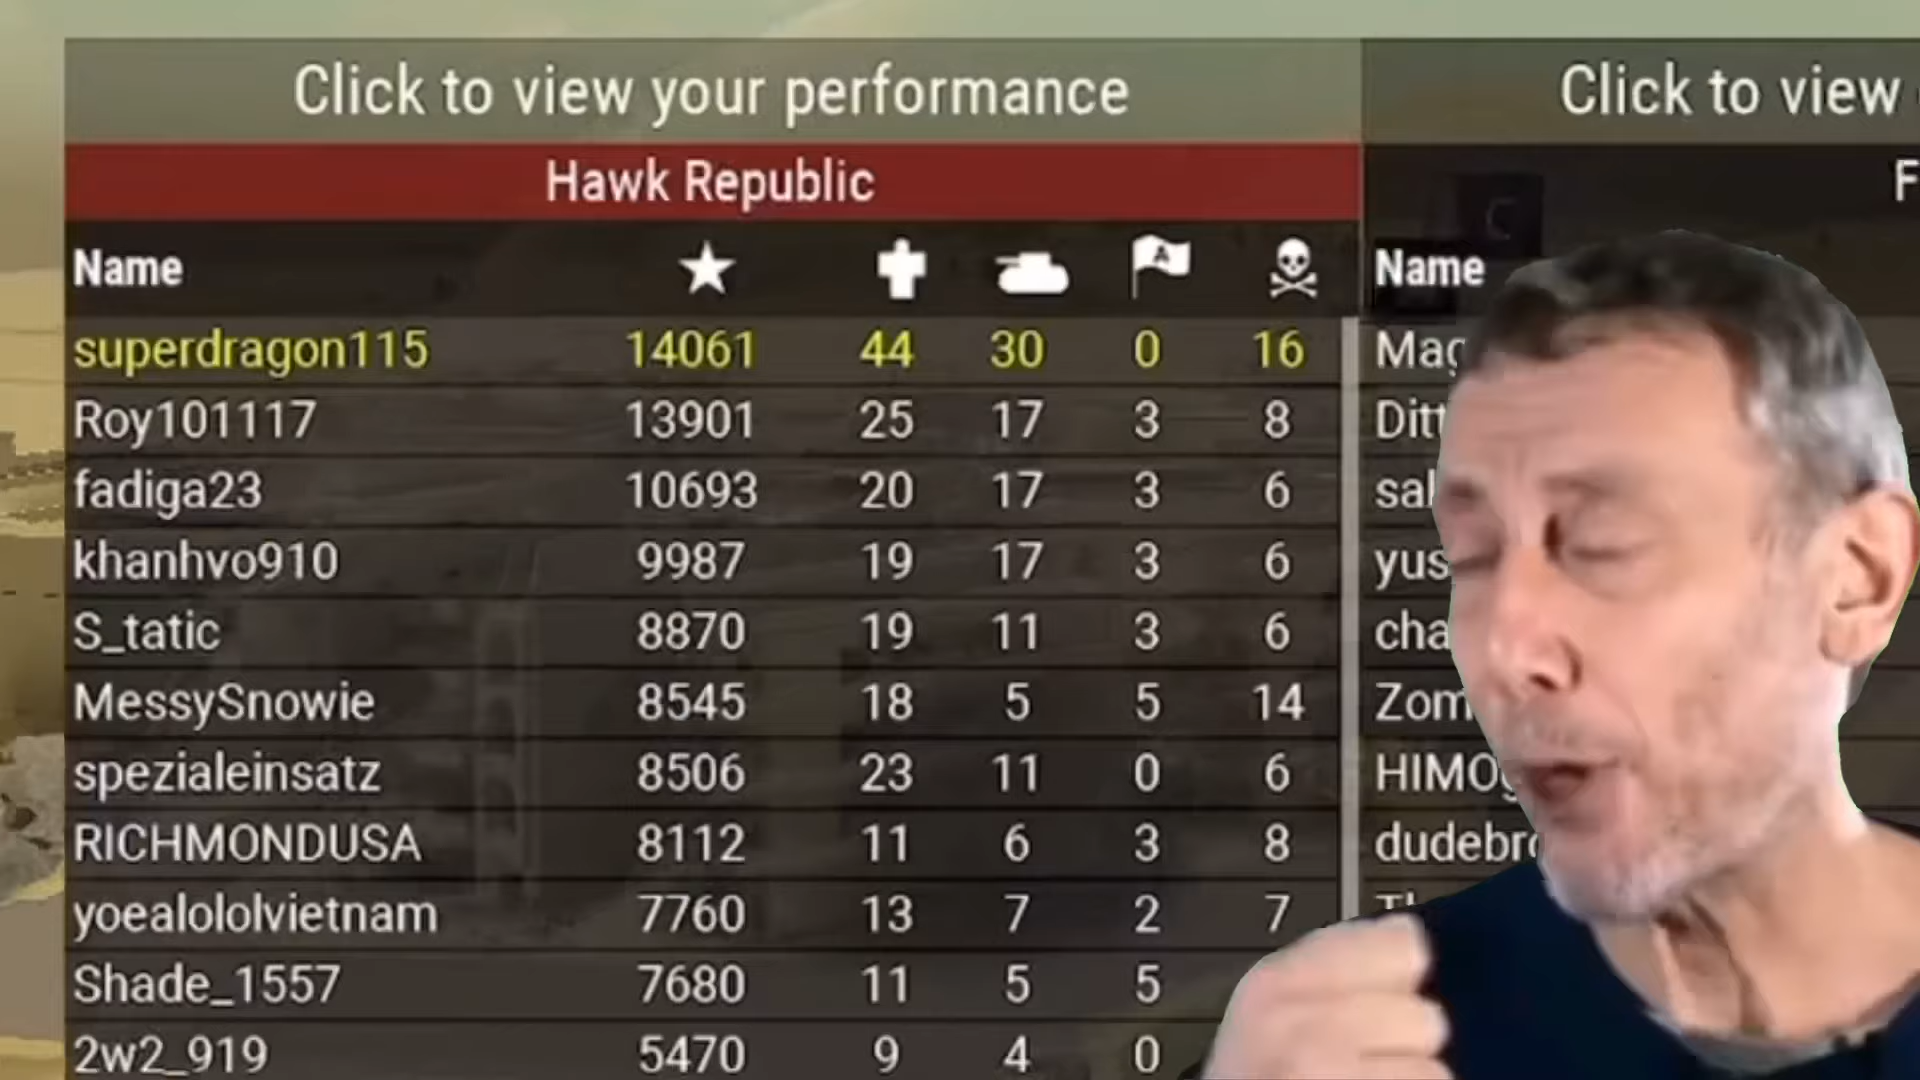 Click to view your performance
Click to view
Hawk Republic
Name
Name
superdragon115 14061 44 30 0 16
Roy101117 13901 25 17 3 8
fadiga23 10693 20 17 3 6
khanhvo910 9987 19 17 3 6
S_tatic 8870 19 11 3 6
MessySnowie 8545 18 5 5 14
spezialeinsatz 8506 23 11 0 6
RICHMONDUSA 8112 11 6 3 8
yoealololvietnam 7760 13 7 2 7
Shade_1557 7680 11 5 5
2w2_919 5470 9 4 0